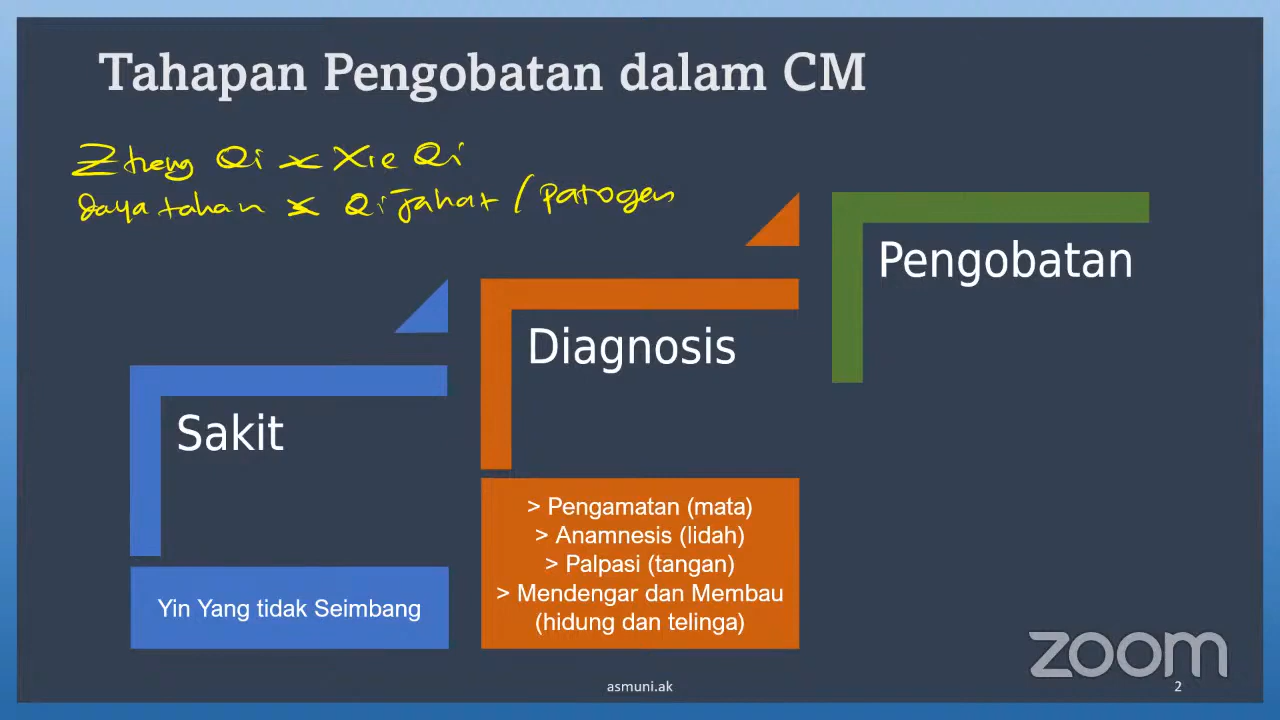 Tahapan Pengobatan dalam CM
Zheng Qi × Xie Qi
daya tahan × Qi Jahat / Patogen
Pengobatan
Diagnosis
Sakit
> Pengamatan (mata)
> Anamnesis (lidah)
> Palpasi (tangan)
> Mendengar dan Membau
(hidung dan telinga)
Yin Yang tidak Seimbang
zoom
asmuni.ak
2